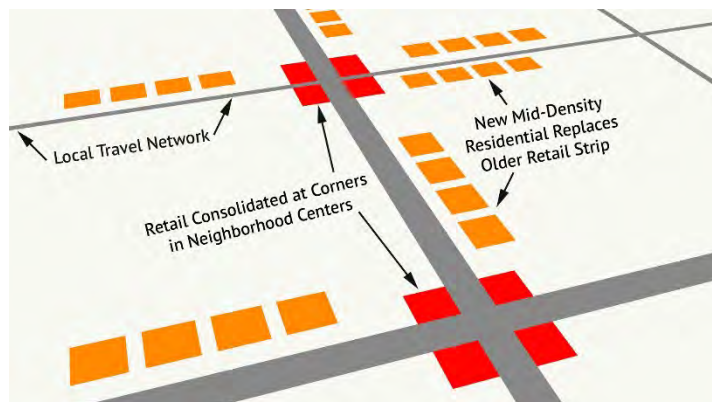 New Mid-Density
Residential Replaces
Older Retail Strip
Local Travel Network
Retail Consolidated at Corners
in Neighborhood Centers